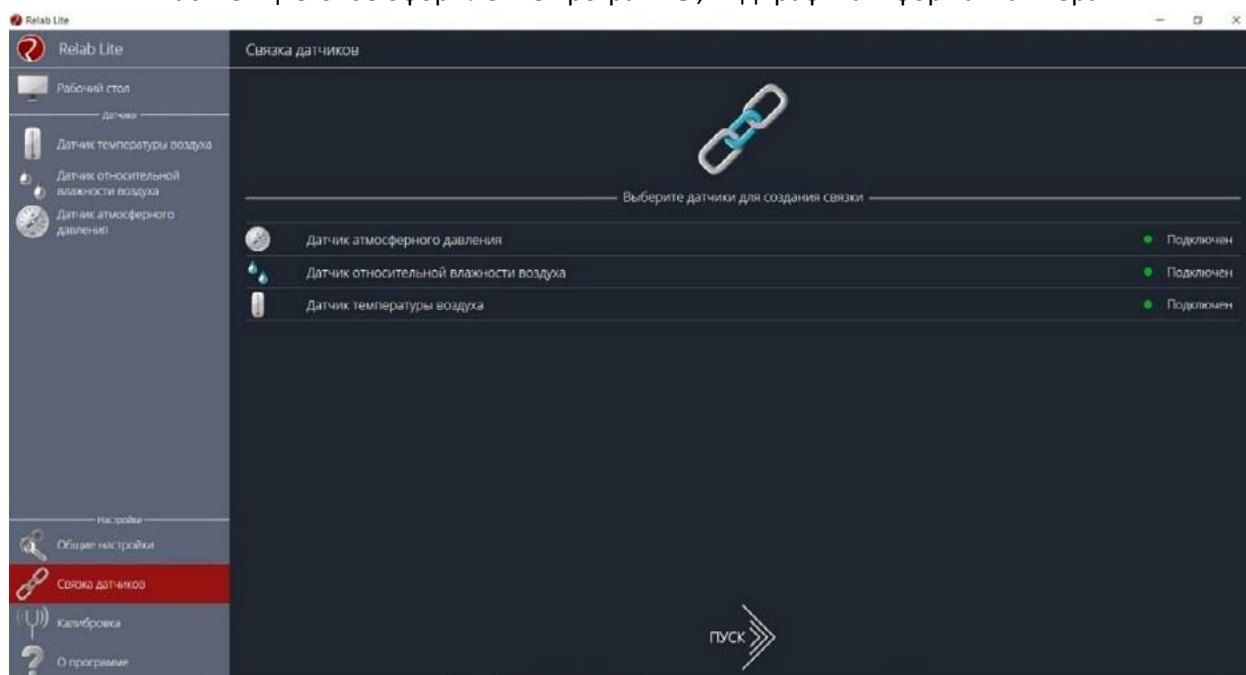 Relab Lite
Relab Lite
Связка датчиков
Рабочий стол
Датчики
Датчик температуры воздуха
Датчик относительной
влажности воздуха
Датчик атмосферного
давления
Выберите датчики для создания связки
Датчик атмосферного давления
Подключен
Датчик относительной влажности воздуха
Подключен
Датчик температуры воздуха
Подключен
Настройки
Общие настройки
Связка датчиков
Калибровка
О программе
ПУСК